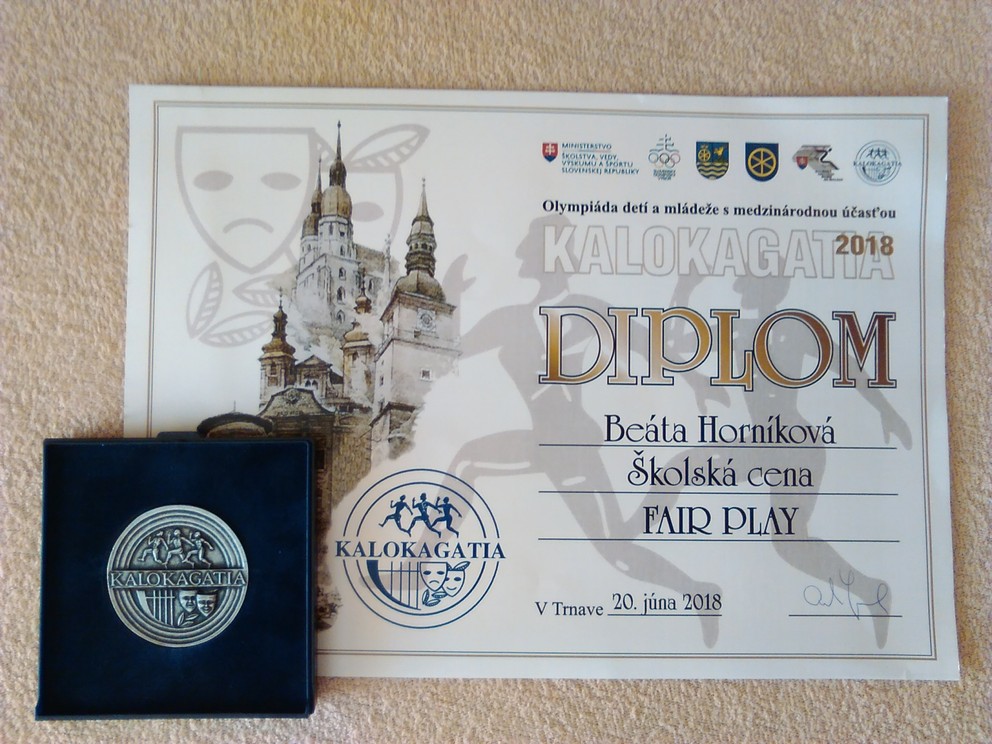 MINISTERSTVO
ŠKOLSTVA, VEDY,
VÝSKUMU A ŠPORTU
SLOVENSKEJ REPUBLIKY
KALOKAGATIA
Olympiáda detí a mládeže s medzinárodnou účasťou
KALOKAGATIA
2018
DIPLOM
Beáta Horníková
Školská cena
FAIR PLAY
KALOKAGATIA
V Trnave 20. júna 2018
KALOKAGATIA